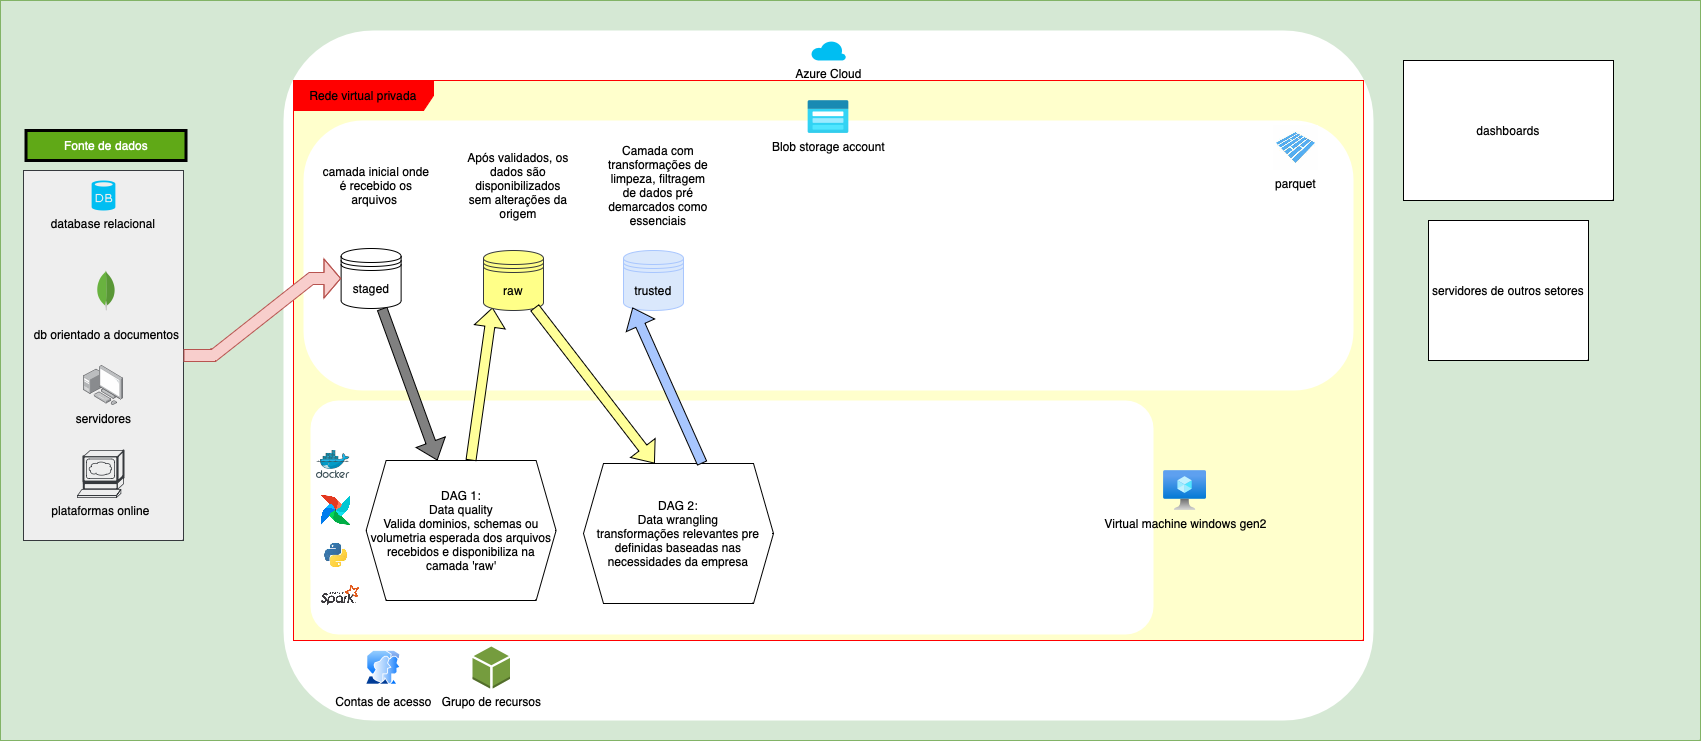 Azure Cloud
Rede virtual privada
Blob storage account
parquet
Fonte de dados
DB
database relacional
db orientado a documentos
servidores
plataformas online
camada inicial onde
é recebido os
arquivos
Após validados, os
dados são
disponibilizados
sem alterações da
origem
Camada com
transformações de
limpeza, filtragem
de dados pré
demarcados como
essenciais
staged
raw
trusted
docker
Spark
DAG 1:
Data quality
Valida dominios, schemas ou
volumetria esperada dos arquivos
recebidos e disponibiliza na
camada 'raw'
DAG 2:
Data wrangling
transformações relevantes pre
definidas baseadas nas
necessidades da empresa
Virtual machine windows gen2
Contas de acesso
Grupo de recursos
dashboards
servidores de outros setores